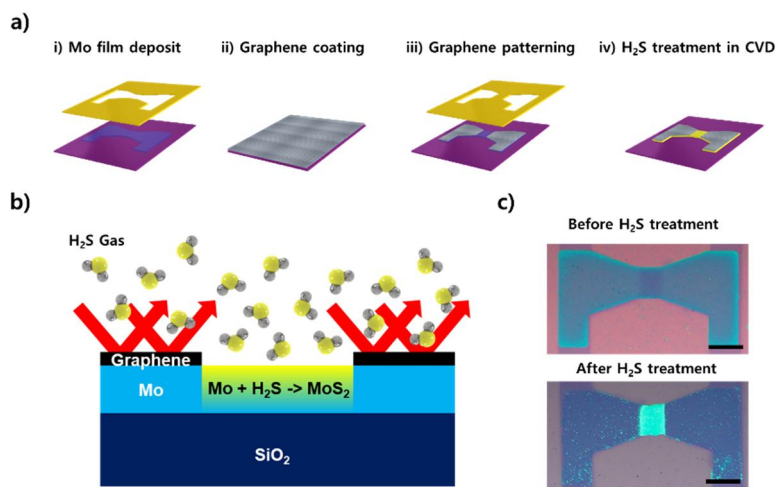 a)
i) Mo film deposit
ii) Graphene coating
iii) Graphene patterning
iv) H₂S treatment in CVD
b)
H₂S Gas
Graphene
Mo
Mo + H₂S -> MoS₂
SiO₂
c)
Before H₂S treatment
After H₂S treatment